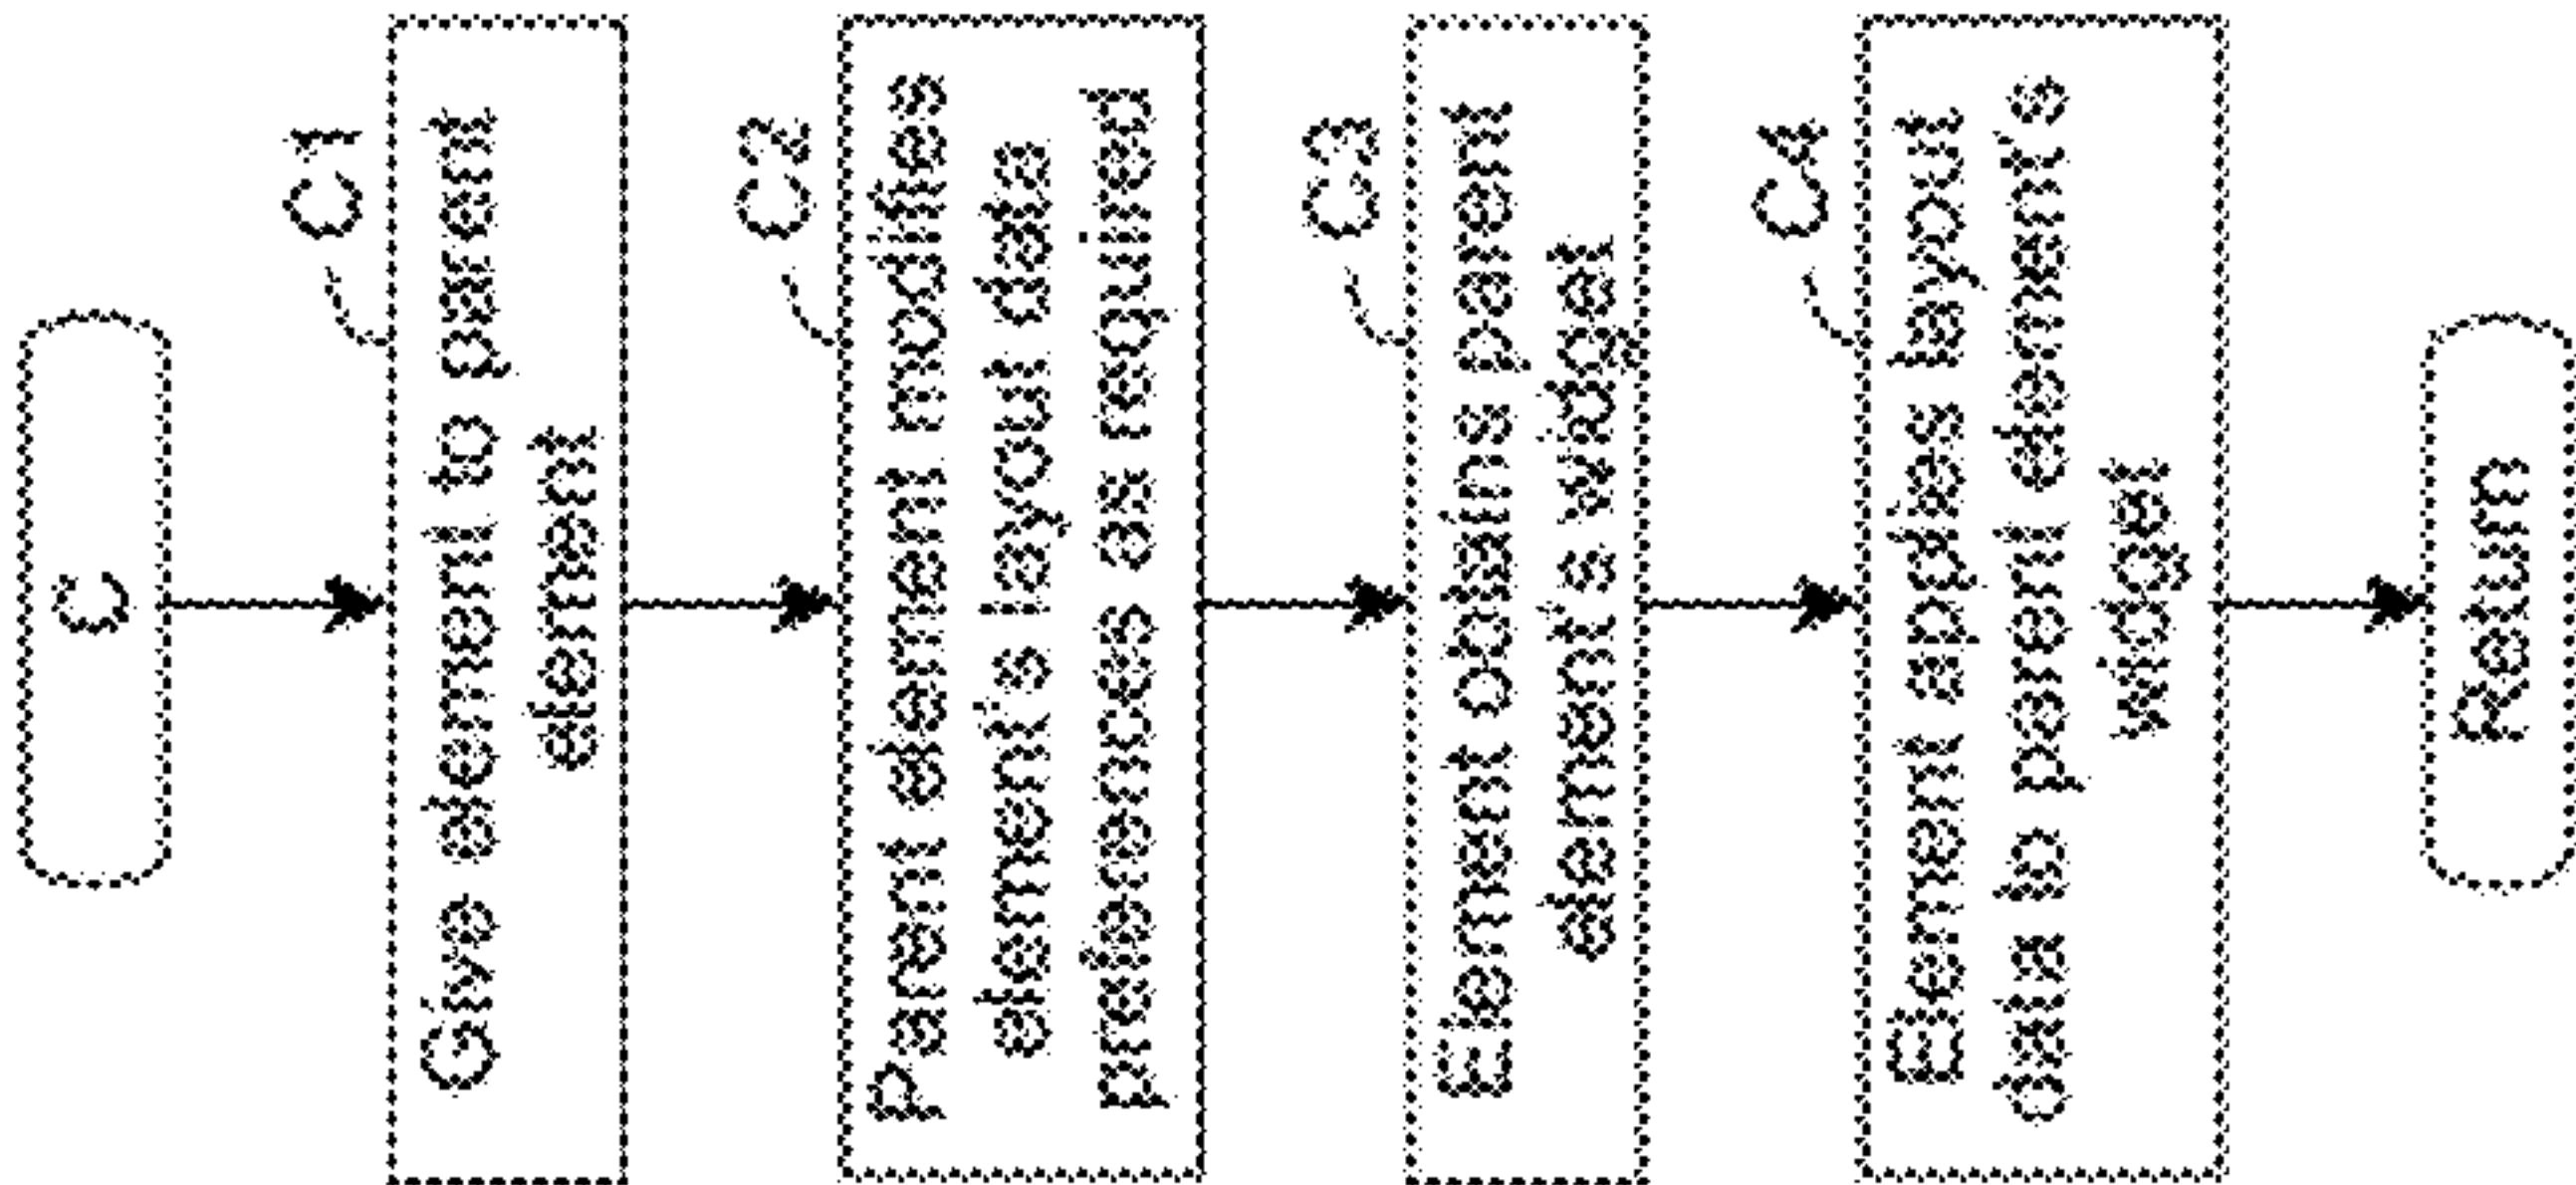 C
C1
Give element to parent
element
C2
Parent element modifies
element's layout data
preferences as required
C3
Element obtains parent
element's widget
C4
Element applies layout
data to parent element's
widget
Return